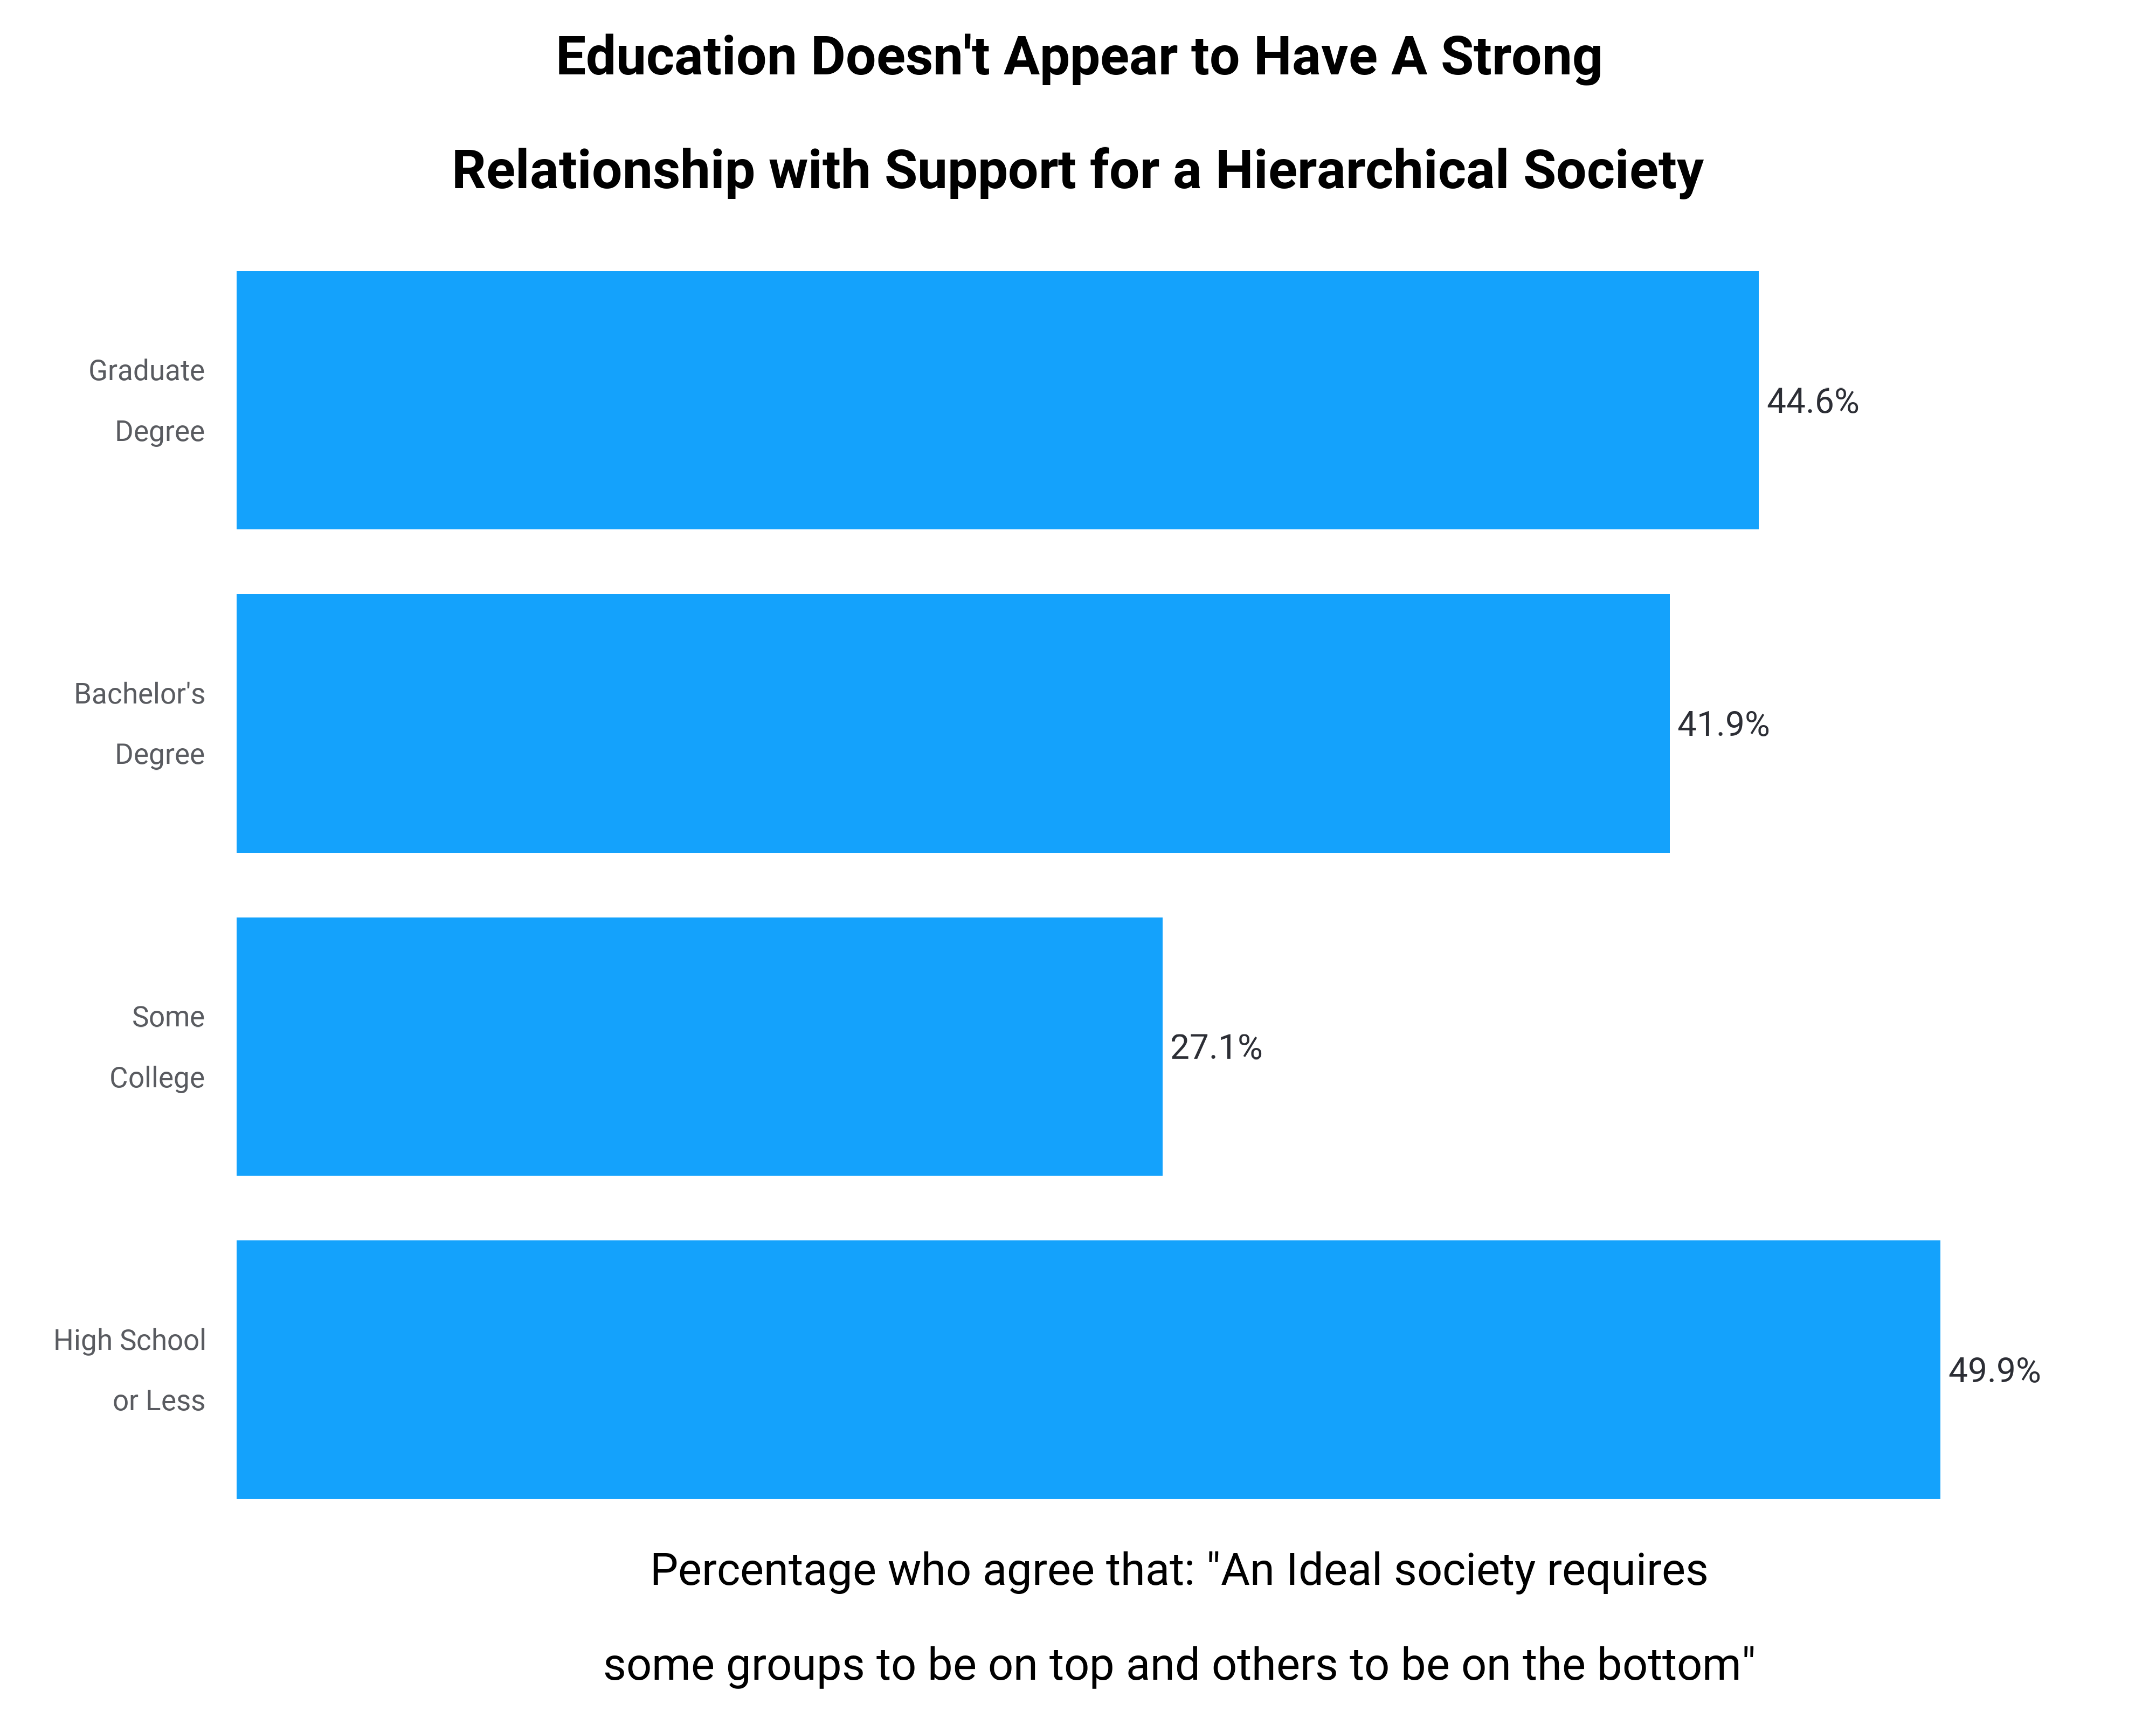 Education Doesn't Appear to Have A Strong
Relationship with Support for a Hierarchical Society
Graduate
Degree
44.6%
Bachelor's
Degree
41.9%
Some
College
27.1%
High School
or Less
49.9%
Percentage who agree that: "An Ideal society requires
some groups to be on top and others to be on the bottom"